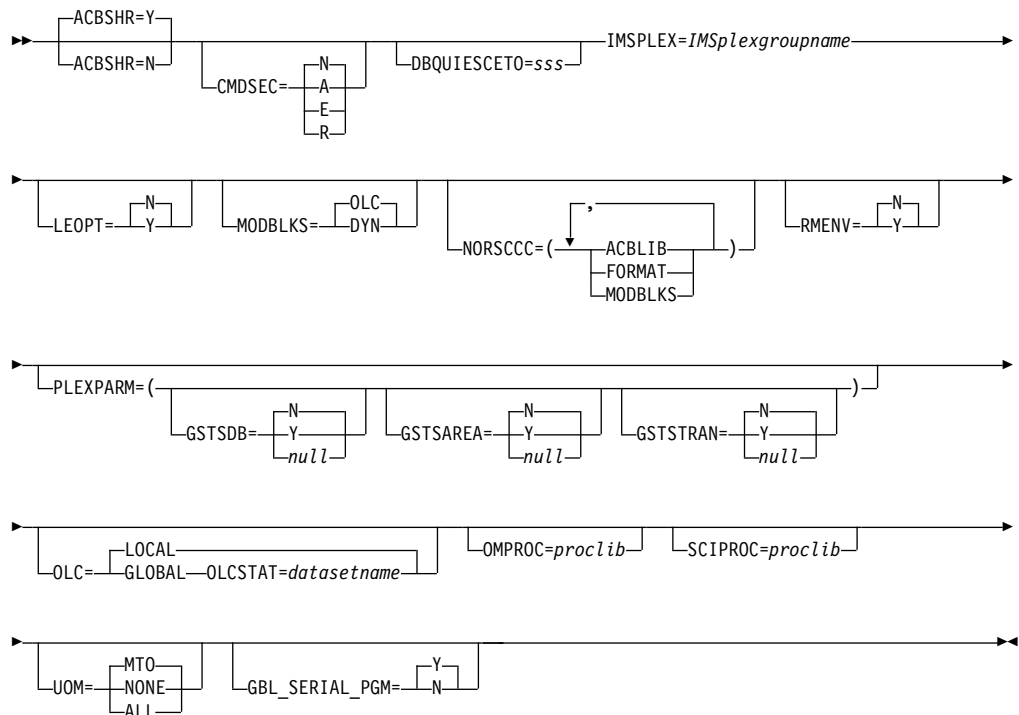 ACBSHR=Y
ACBSHR=N
CMDSEC=
N
A
E
R
DBQUIESCETO=sss
IMSPLEX=IMSplexgroupname
LEOPT=
N
Y
MODBLKS=
OLC
DYN
NORSCCC=(
,
ACBLIB
FORMAT
MODBLKS
)
RMENV=
N
Y
PLEXPARM=(
GSTSDB=
N
Y
null
GSTSAREA=
N
Y
null
GSTSTRAN=
N
Y
null
)
OLC=
LOCAL
GLOBAL OLCSTAT=datasetname
OMPROC=proclib
SCIPROC=proclib
UOM=
MTO
NONE
ALL
GBL_SERIAL_PGM=
Y
N